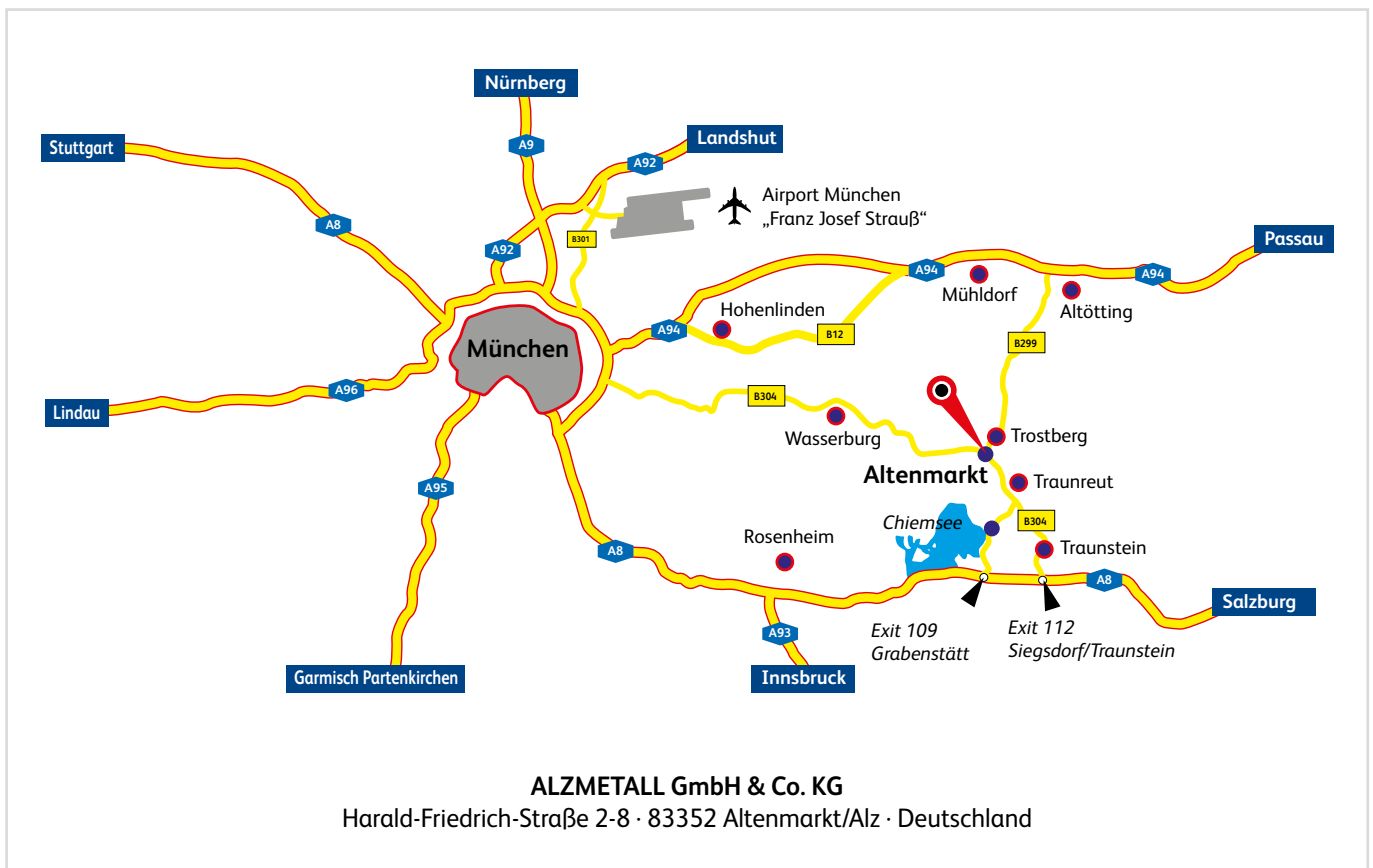 Nürnberg
Stuttgart
A9
Landshut
A92
Airport München
„Franz Josef Strauß“
A8
B301
A92
Passau
A94
A94
Mühldorf
Altötting
Hohenlinden
A94
B12
B299
München
A96
Lindau
B304
Wasserburg
Trostberg
Altenmarkt
Traunreut
A95
Chiemsee
B304
Rosenheim
A8
Traunstein
A8
Salzburg
A93
Exit 109
Grabenstätt
Exit 112
Siegsdorf/Traunstein
Garmisch Partenkirchen
Innsbruck
ALZMETALL GmbH & Co. KG
Harald-Friedrich-Straße 2-8 · 83352 Altenmarkt/Alz · Deutschland